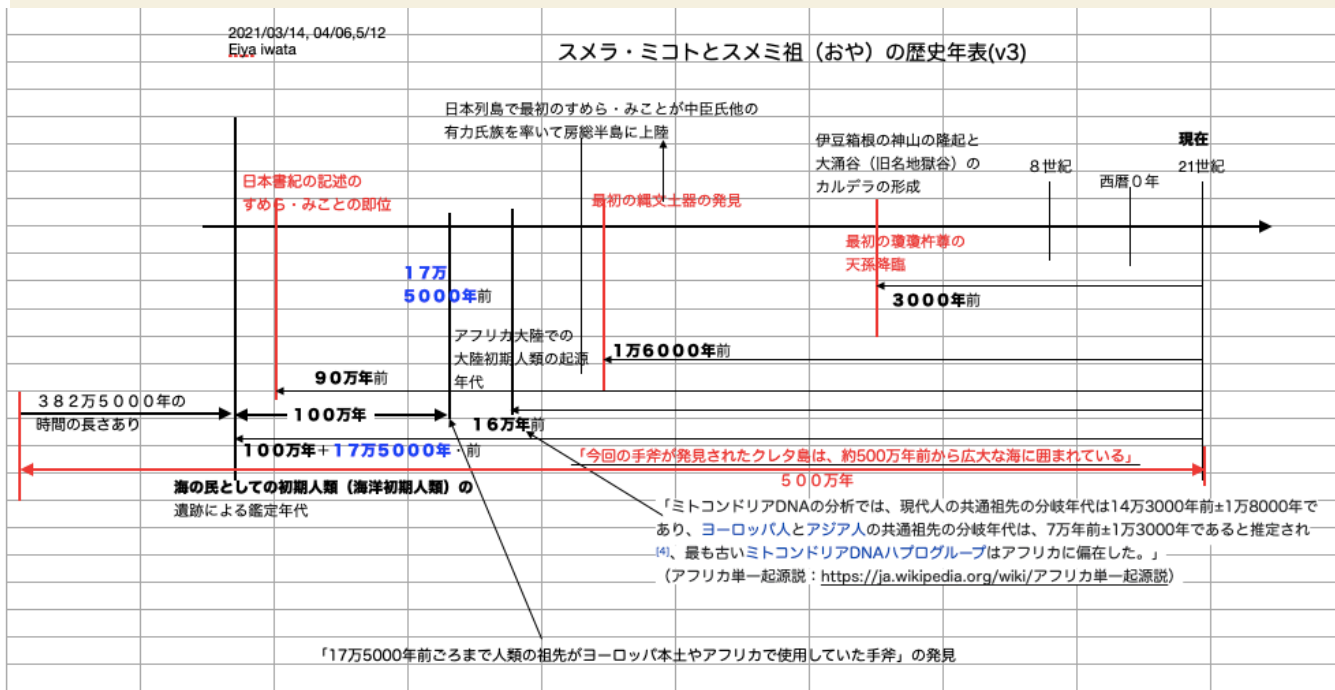 2021/03/14, 04/06,5/12
Eiya iwata
スメラ・ミコトとスメミ祖（おや）の歴史年表(v3)
日本列島で最初のすめら・みことが中臣氏他の
有力氏族を率いて房総半島に上陸
伊豆箱根の神山の隆起と
大涌谷（旧名地獄谷）の
カルデラの形成
８世紀
西暦０年
現在
21世紀
日本書紀の記述の
すめら・みことの即位
最初の縄文土器の発見
最初の瓊瓊杵尊の
天孫降臨
１７万
５０００年前
3000年前
アフリカ大陸での
大陸初期人類の起源
年代
1万6000年前
９０万年前
３８２万５０００年の
時間の長さあり
１００万年
１６万年前
１００万年＋１７万５０００年・前
「今回の手斧が発見されたクレタ島は、約500万年前から広大な海に囲まれている」
５００万年
海の民としての初期人類（海洋初期人類）の
遺跡による鑑定年代
「ミトコンドリアDNAの分析では、現代人の共通祖先の分岐年代は14万3000年前±1万8000年で
あり、ヨーロッパ人とアジア人の共通祖先の分岐年代は、7万年前±1万3000年であると推定され
[4]、最も古いミトコンドリアDNAハプログループはアフリカに偏在した。」
（アフリカ単一起源説：https://ja.wikipedia.org/wiki/アフリカ単一起源説）
「17万5000年前ごろまで人類の祖先がヨーロッパ本土やアフリカで使用していた手斧」の発見